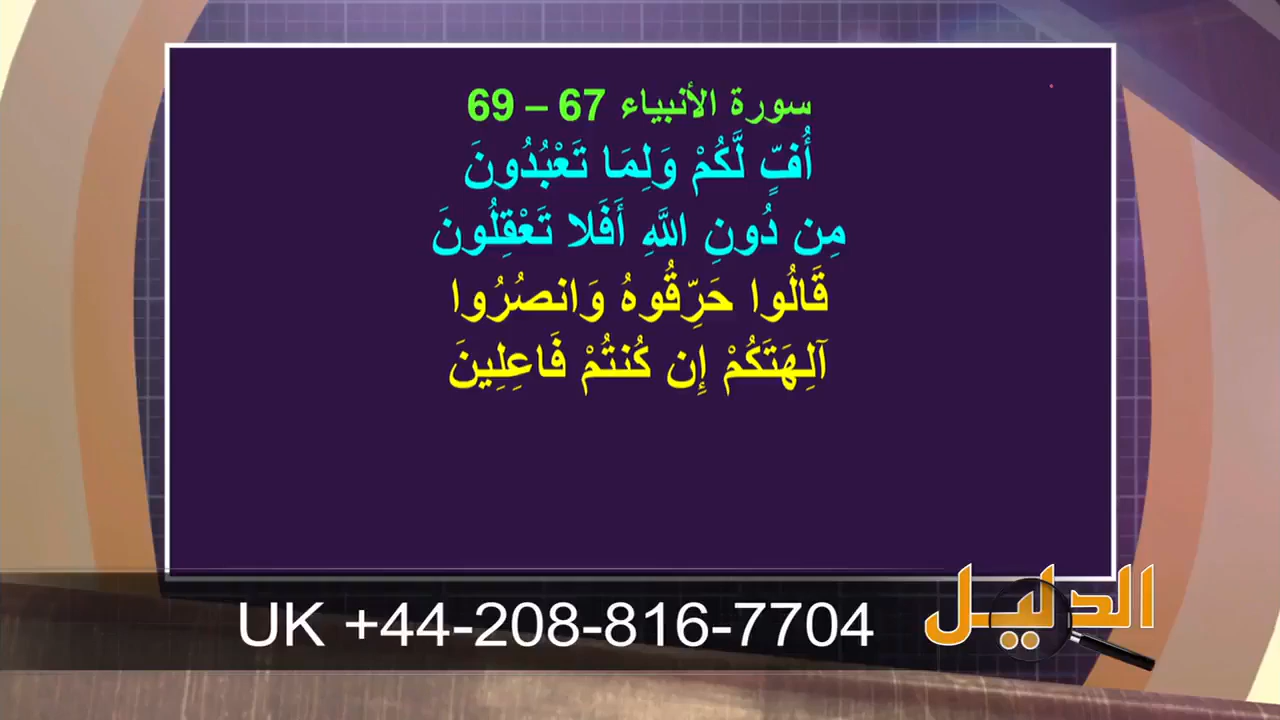 سورة الأنبياء 67 – 69
أُفٍّ لَّكُمْ وَلِمَا تَعْبُدُونَ
مِن دُونِ اللَّهِ أَفَلا تَعْقِلُونَ
قَالُوا حَرِّقُوهُ وَانصُرُوا
آلِهَتَكُمْ إِن كُنتُمْ فَاعِلِينَ
UK +44-208-816-7704
الدليل